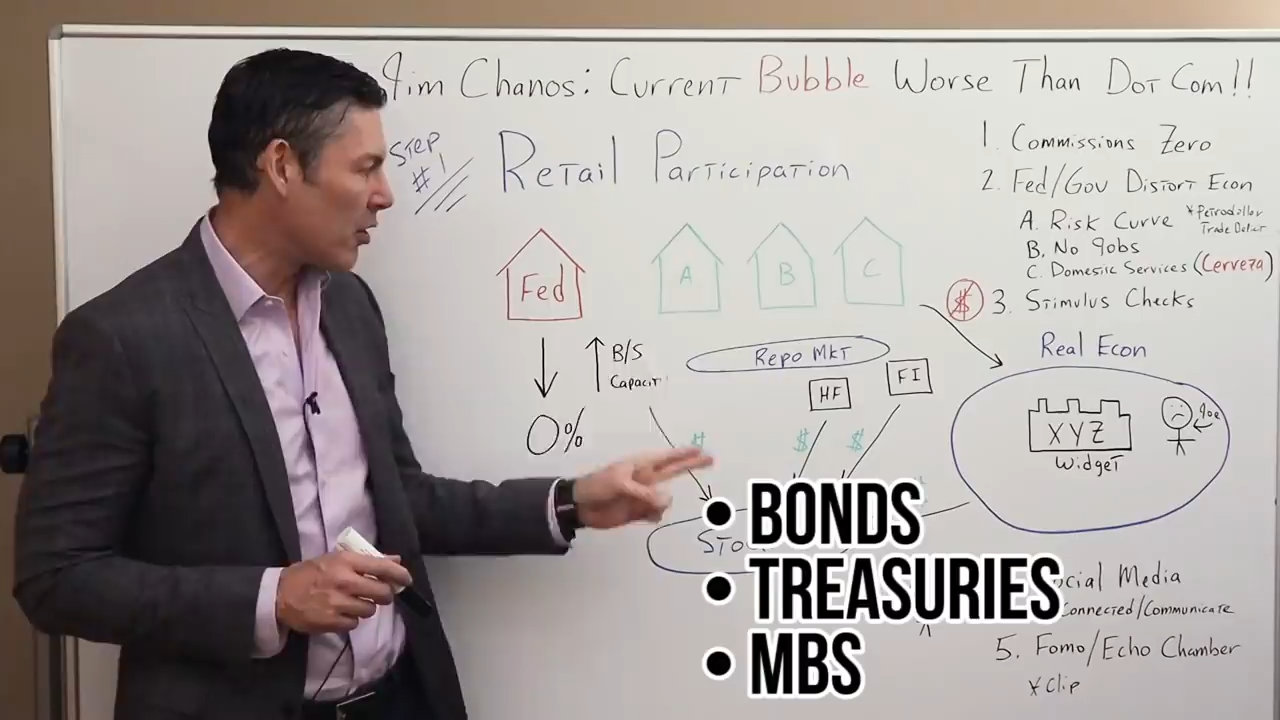 Jim Chanos: Current Bubble Worse Than Dot Com!!
Step #1
Retail Participation
Fed
A
B
C
B/S
0%
Repo Mkt
HF
FI
$
$
$
1. Commissions Zero
2. Fed/Gov Distort Econ
A. Risk Curve
*Petrodollar
Trade Deficit
B. No Jobs
C. Domestic Services (Cerveza)
$
3. Stimulus Checks
Real Econ
XYZ
Widget
Joe
• BONDS
• TREASURIES
• MBS
Media
Connected/Communicate
5. Fomo/Echo Chamber
*Clip